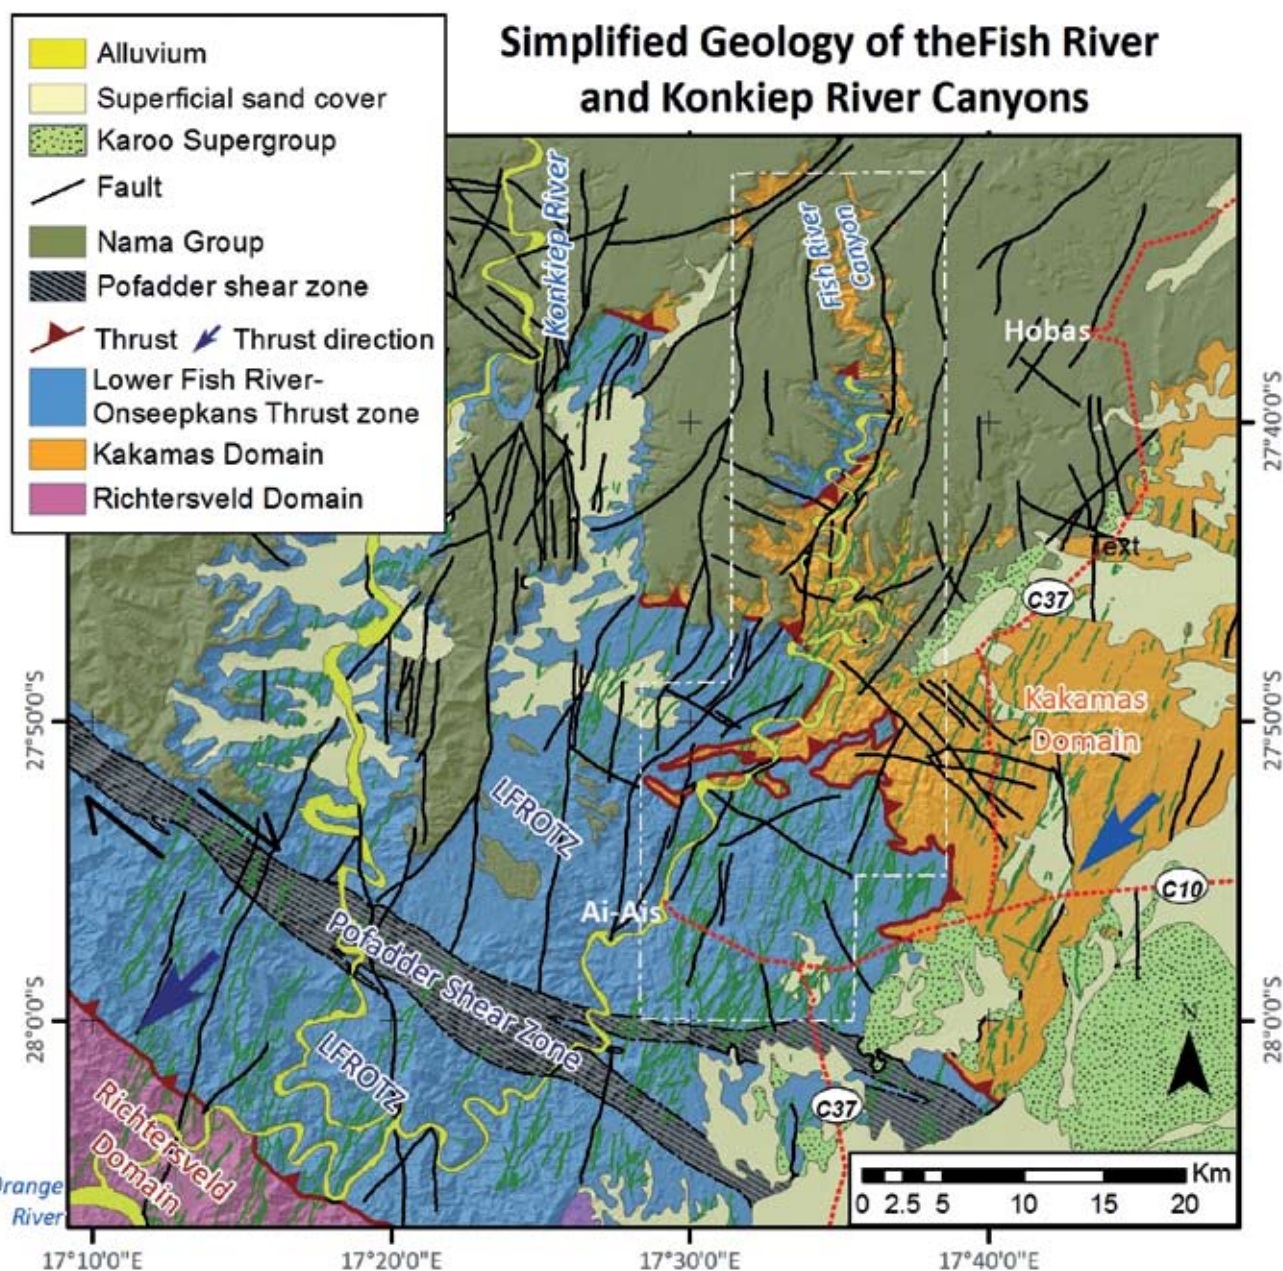 Simplified Geology of theFish River
and Konkiep River Canyons
Alluvium
Superficial sand cover
Karoo Supergroup
Fault
Nama Group
Pofadder shear zone
Thrust
Thrust direction
Lower Fish River-
Onseepkans Thrust zone
Kakamas Domain
Richtersveld Domain
Konkiep River
Fish River
Canyon
Hobas
Text
C37
Kakamas
Domain
LFROTZ
C10
Ai-Ais
Pofadder Shear Zone
LFROTZ
N
Richtersveld
Domain
C37
Orange
River
Km
0 2.5 5 10 15 20
27°50'0"S
28°0'0"S
27°40'0"S
27°50'0"S
28°0'0"S
17°10'0"E
17°20'0"E
17°30'0"E
17°40'0"E